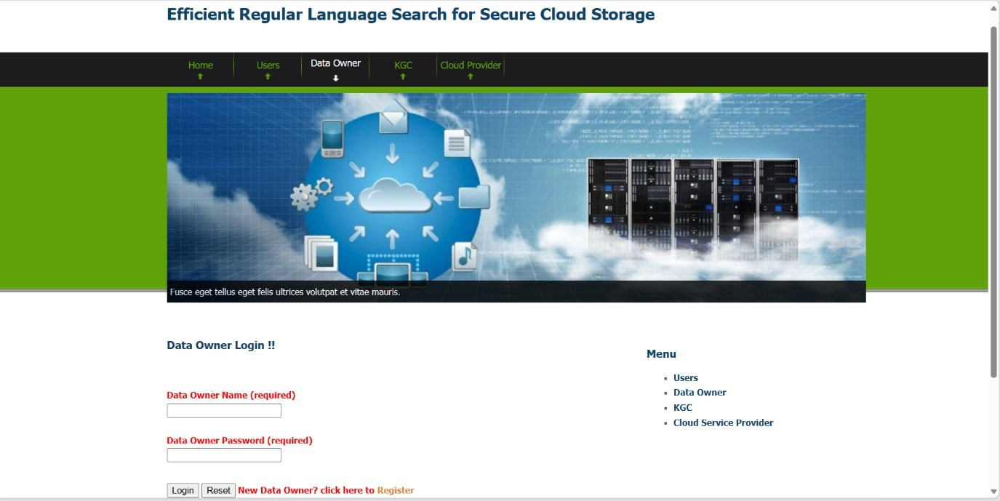 Efficient Regular Language Search for Secure Cloud Storage
Home Users Data Owner KGC Cloud Provider
Fusce eget tellus eget felis ultrices volutpat et vitae mauris.
Data Owner Login !!
Data Owner Name (required)
Data Owner Password (required)
Login Reset New Data Owner? click here to Register
Menu
Users
Data Owner
KGC
Cloud Service Provider